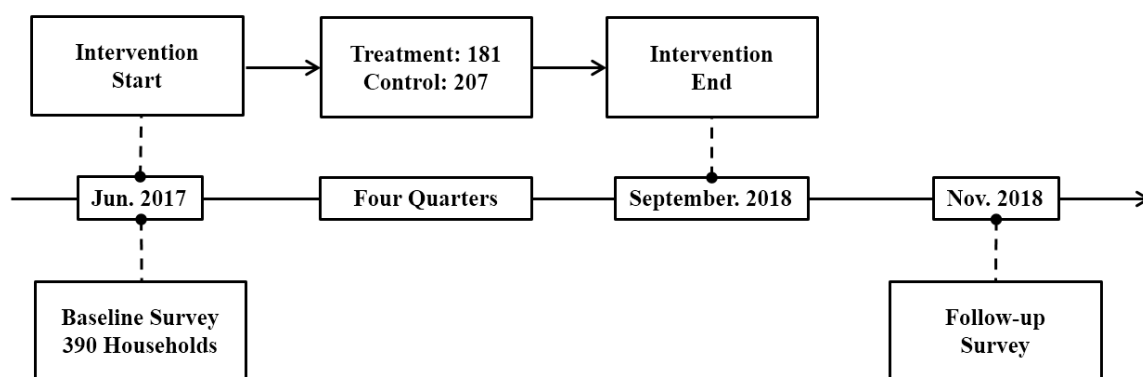 Intervention
Start
Treatment: 181
Control: 207
Intervention
End
Jun. 2017
Four Quarters
September. 2018
Nov. 2018
Baseline Survey
390 Households
Follow-up
Survey